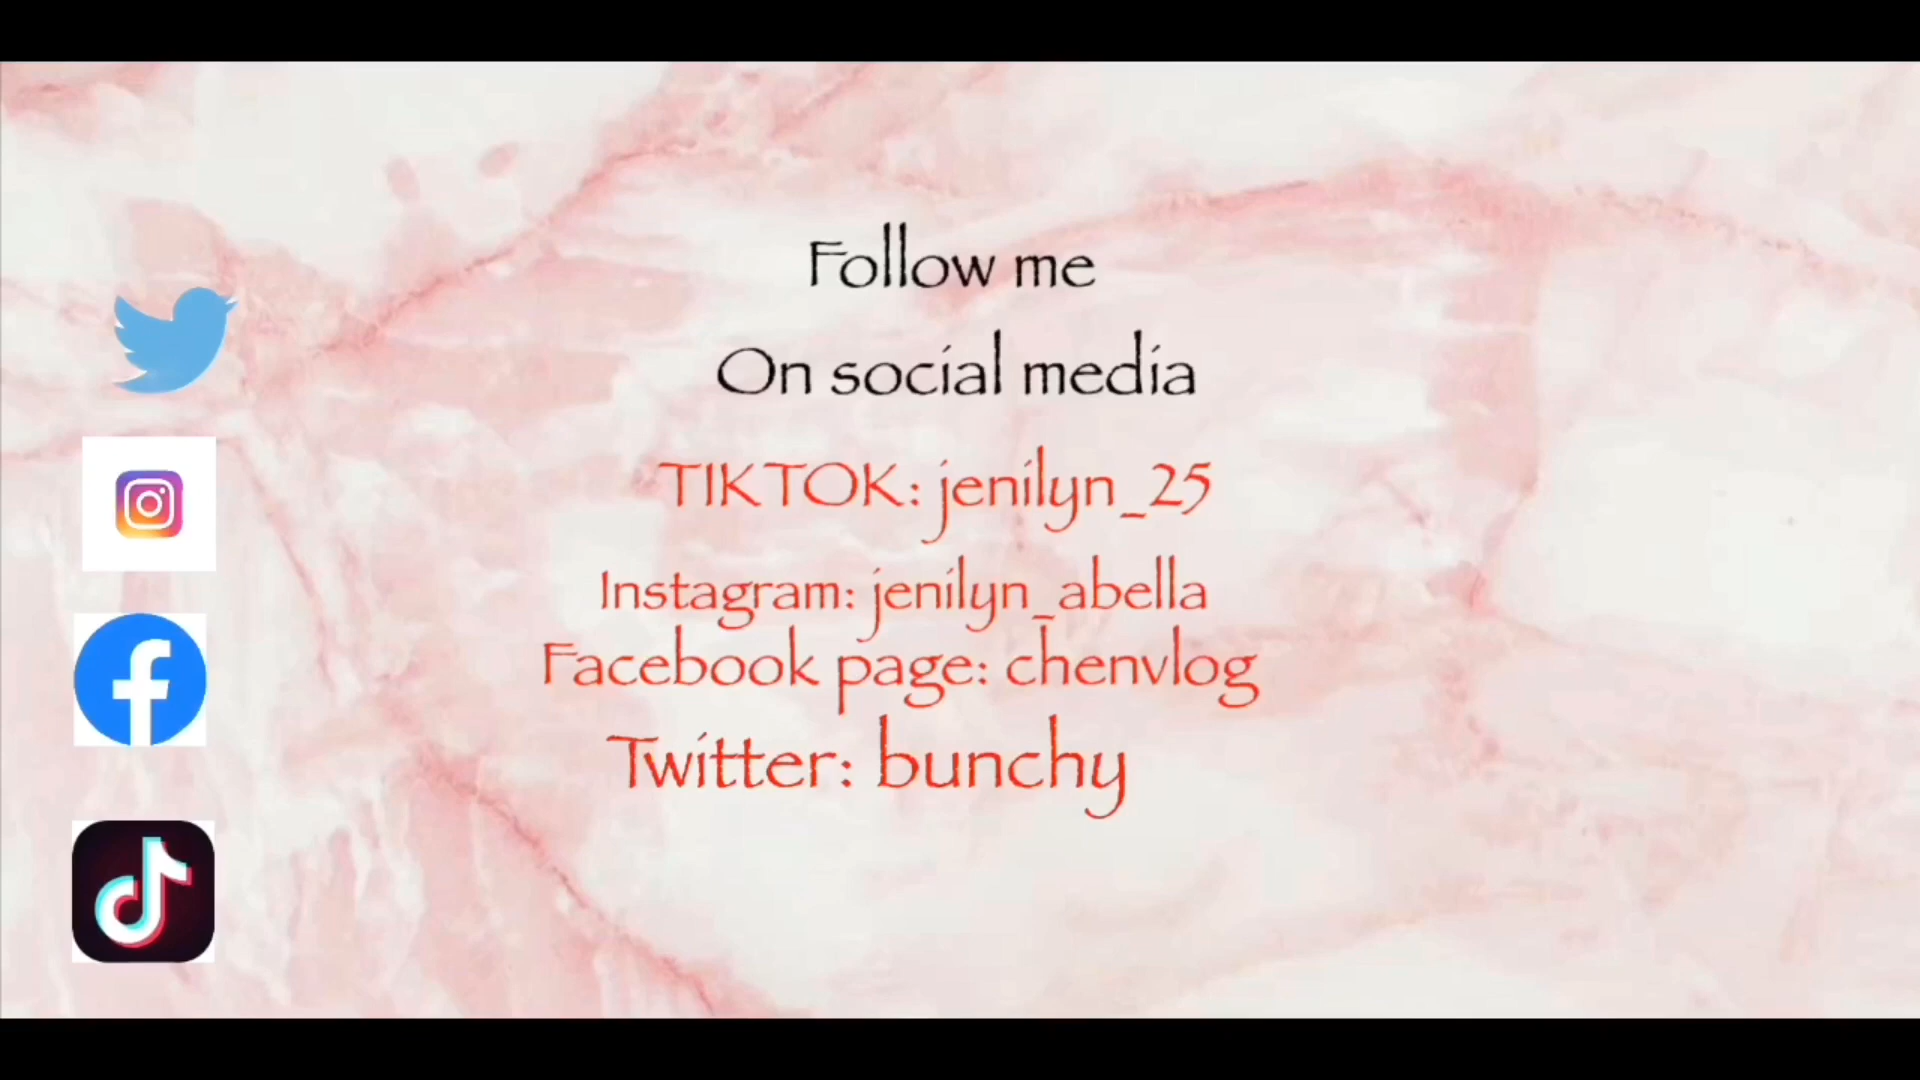 Follow me
On social media
TIKTOK: jenilyn_25
Instagram: jenilyn_abella
Facebook page: chenvlog
Twitter: bunchy